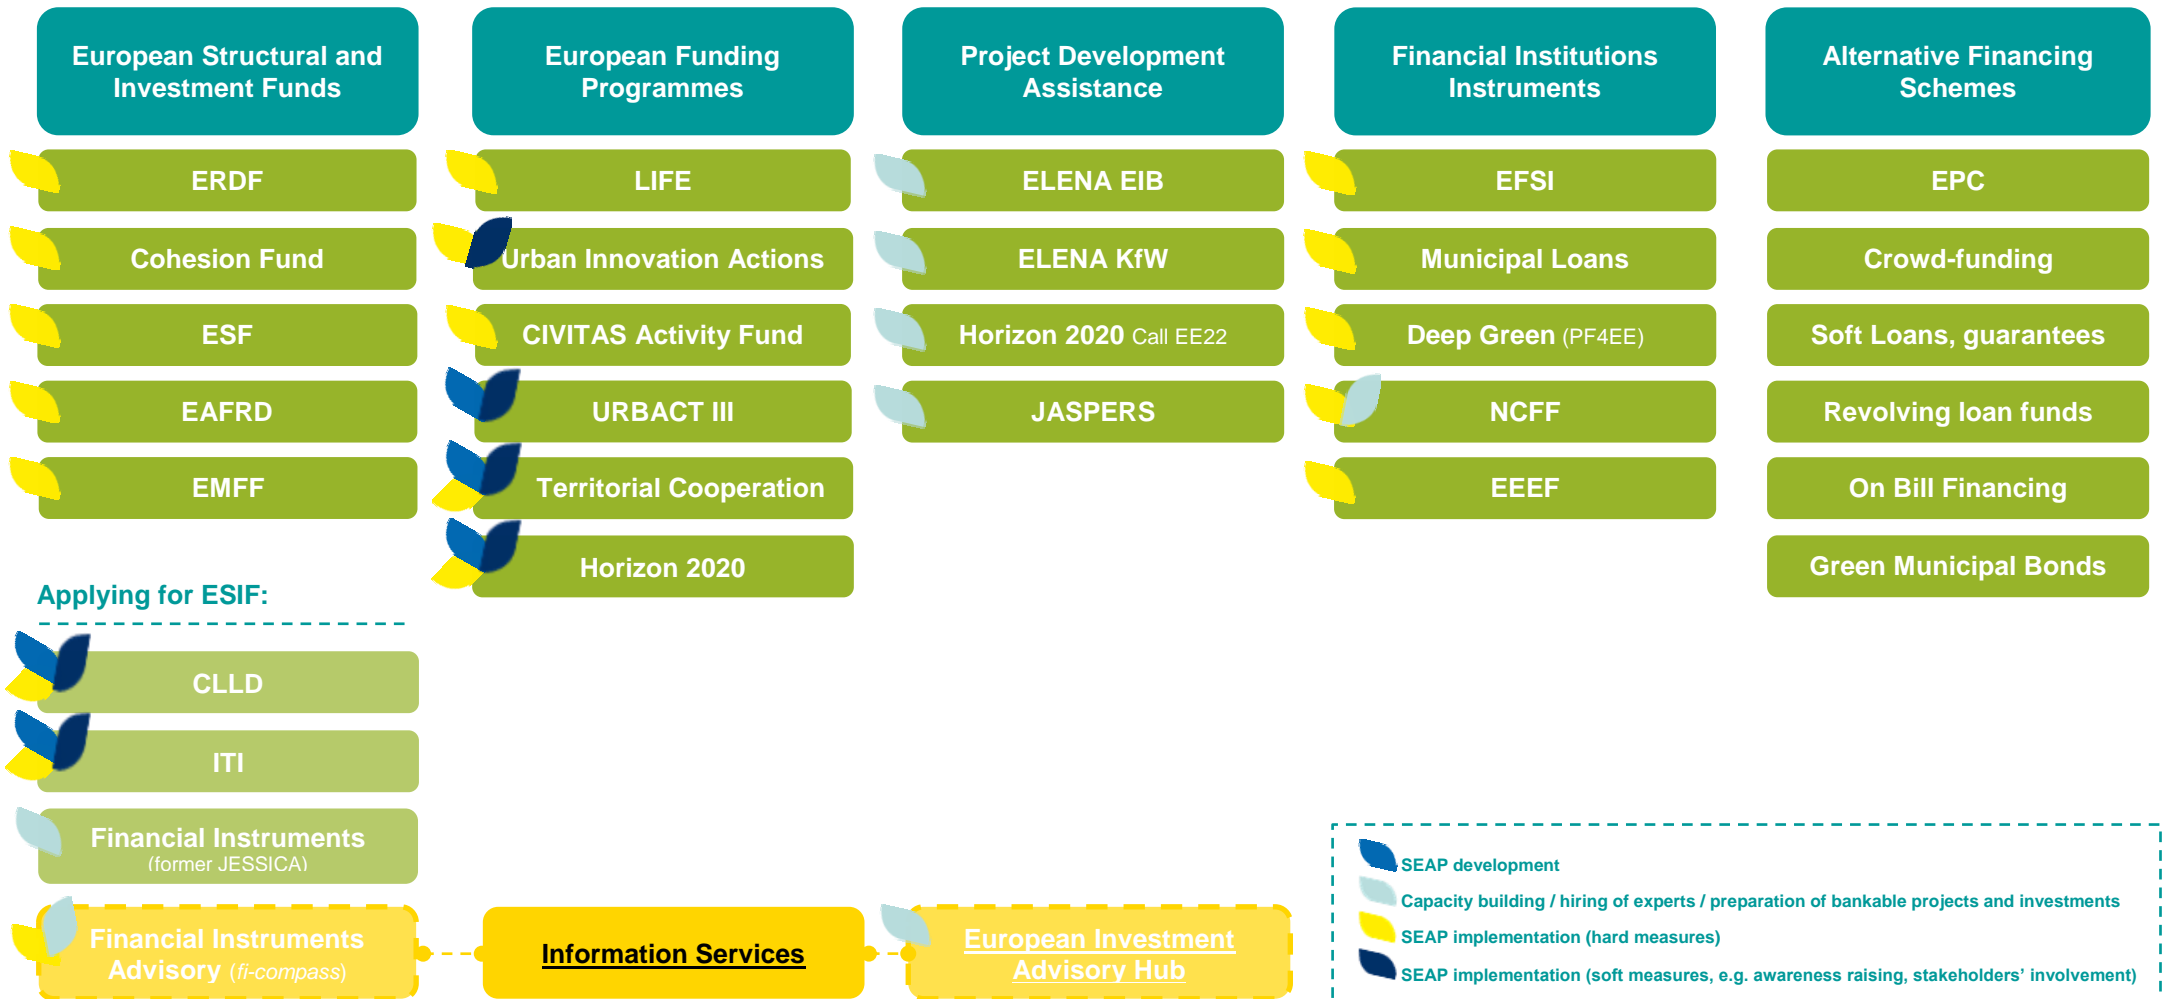 European Structural and
Investment Funds
ERDF
Cohesion Fund
ESF
EAFRD
EMFF
Applying for ESIF:
CLLD
ITI
Financial Instruments
(former JESSICA)
Financial Instruments
Advisory (fi-compass)
European Funding
Programmes
LIFE
Urban Innovation Actions
CIVITAS Activity Fund
URBACT III
Territorial Cooperation
Horizon 2020
Information Services
Project Development
Assistance
ELENA EIB
ELENA KfW
Horizon 2020 Call EE22
JASPERS
European Investment
Advisory Hub
Financial Institutions
Instruments
EFSI
Municipal Loans
Deep Green (PF4EE)
NCFF
EEEF
Alternative Financing
Schemes
EPC
Crowd-funding
Soft Loans, guarantees
Revolving loan funds
On Bill Financing
Green Municipal Bonds
SEAP development
Capacity building / hiring of experts / preparation of bankable projects and investments
SEAP implementation (hard measures)
SEAP implementation (soft measures, e.g. awareness raising, stakeholders’ involvement)